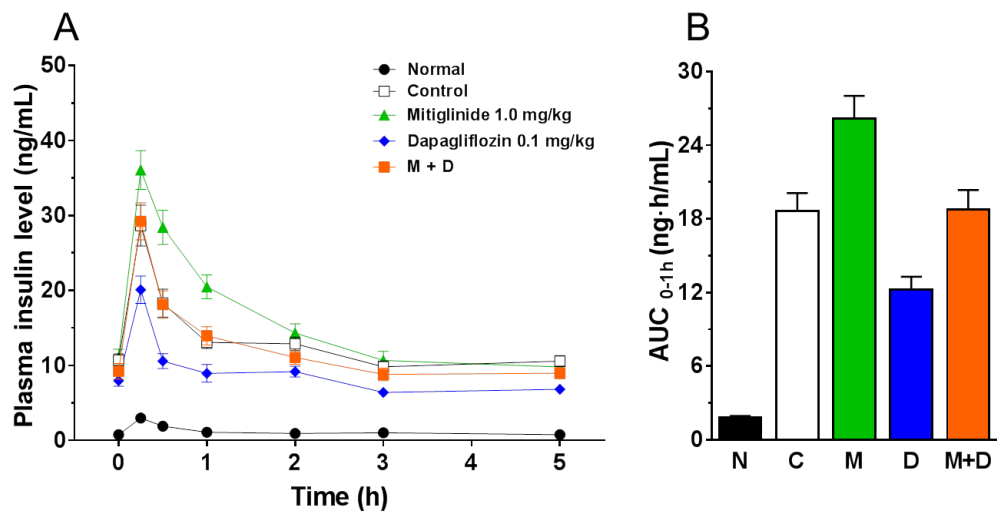 A
Plasma insulin level (ng/mL)
50
40
30
20
10
0
Normal
Control
Mitiglinide 1.0 mg/kg
Dapagliflozin 0.1 mg/kg
M + D
0 1 2 3 4 5
Time (h)
B
AUC 0-1h (ng·h/mL)
30
24
18
12
6
0
N C M D M+D